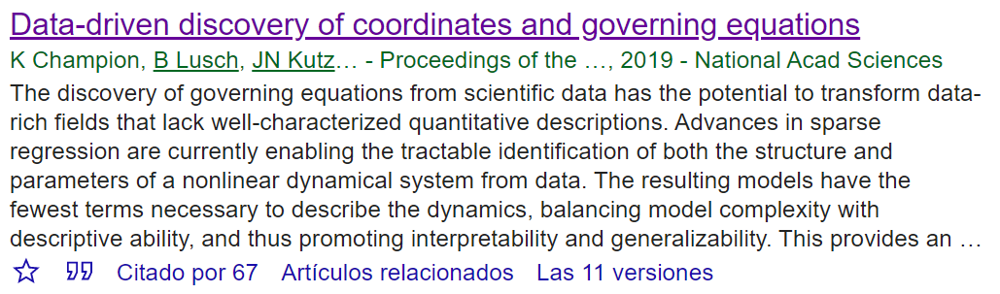 Data-driven discovery of coordinates and governing equations
K Champion, B Lusch, JN Kutz… - Proceedings of the …, 2019 - National Acad Sciences
The discovery of governing equations from scientific data has the potential to transform data-
rich fields that lack well-characterized quantitative descriptions. Advances in sparse
regression are currently enabling the tractable identification of both the structure and
parameters of a nonlinear dynamical system from data. The resulting models have the
fewest terms necessary to describe the dynamics, balancing model complexity with
descriptive ability, and thus promoting interpretability and generalizability. This provides an …
Citado por 67 Artículos relacionados Las 11 versiones